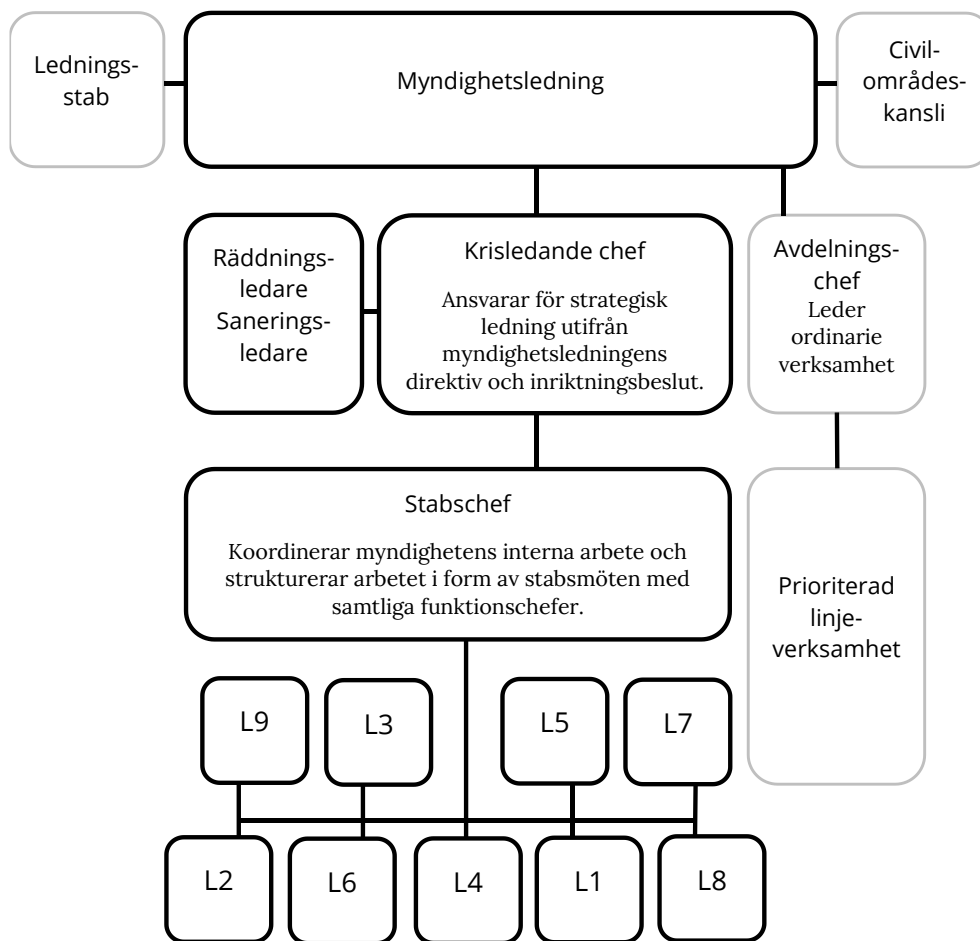 Lednings-
stab
Myndighetsledning
Civil-
områdes-
kansli
Räddnings-
ledare
Sanerings-
ledare
Krisledande chef
Ansvarar för strategisk
ledning utifrån
myndighetsledningens
direktiv och inriktningsbeslut.
Avdelnings-
chef
Leder
ordinarie
verksamhet
Stabschef
Koordinerar myndighetens interna arbete och
strukturerar arbetet i form av stabsmöten med
samtliga funktionschefer.
Prioriterad
linje-
verksamhet
L9
L3
L5
L7
L2
L6
L4
L1
L8